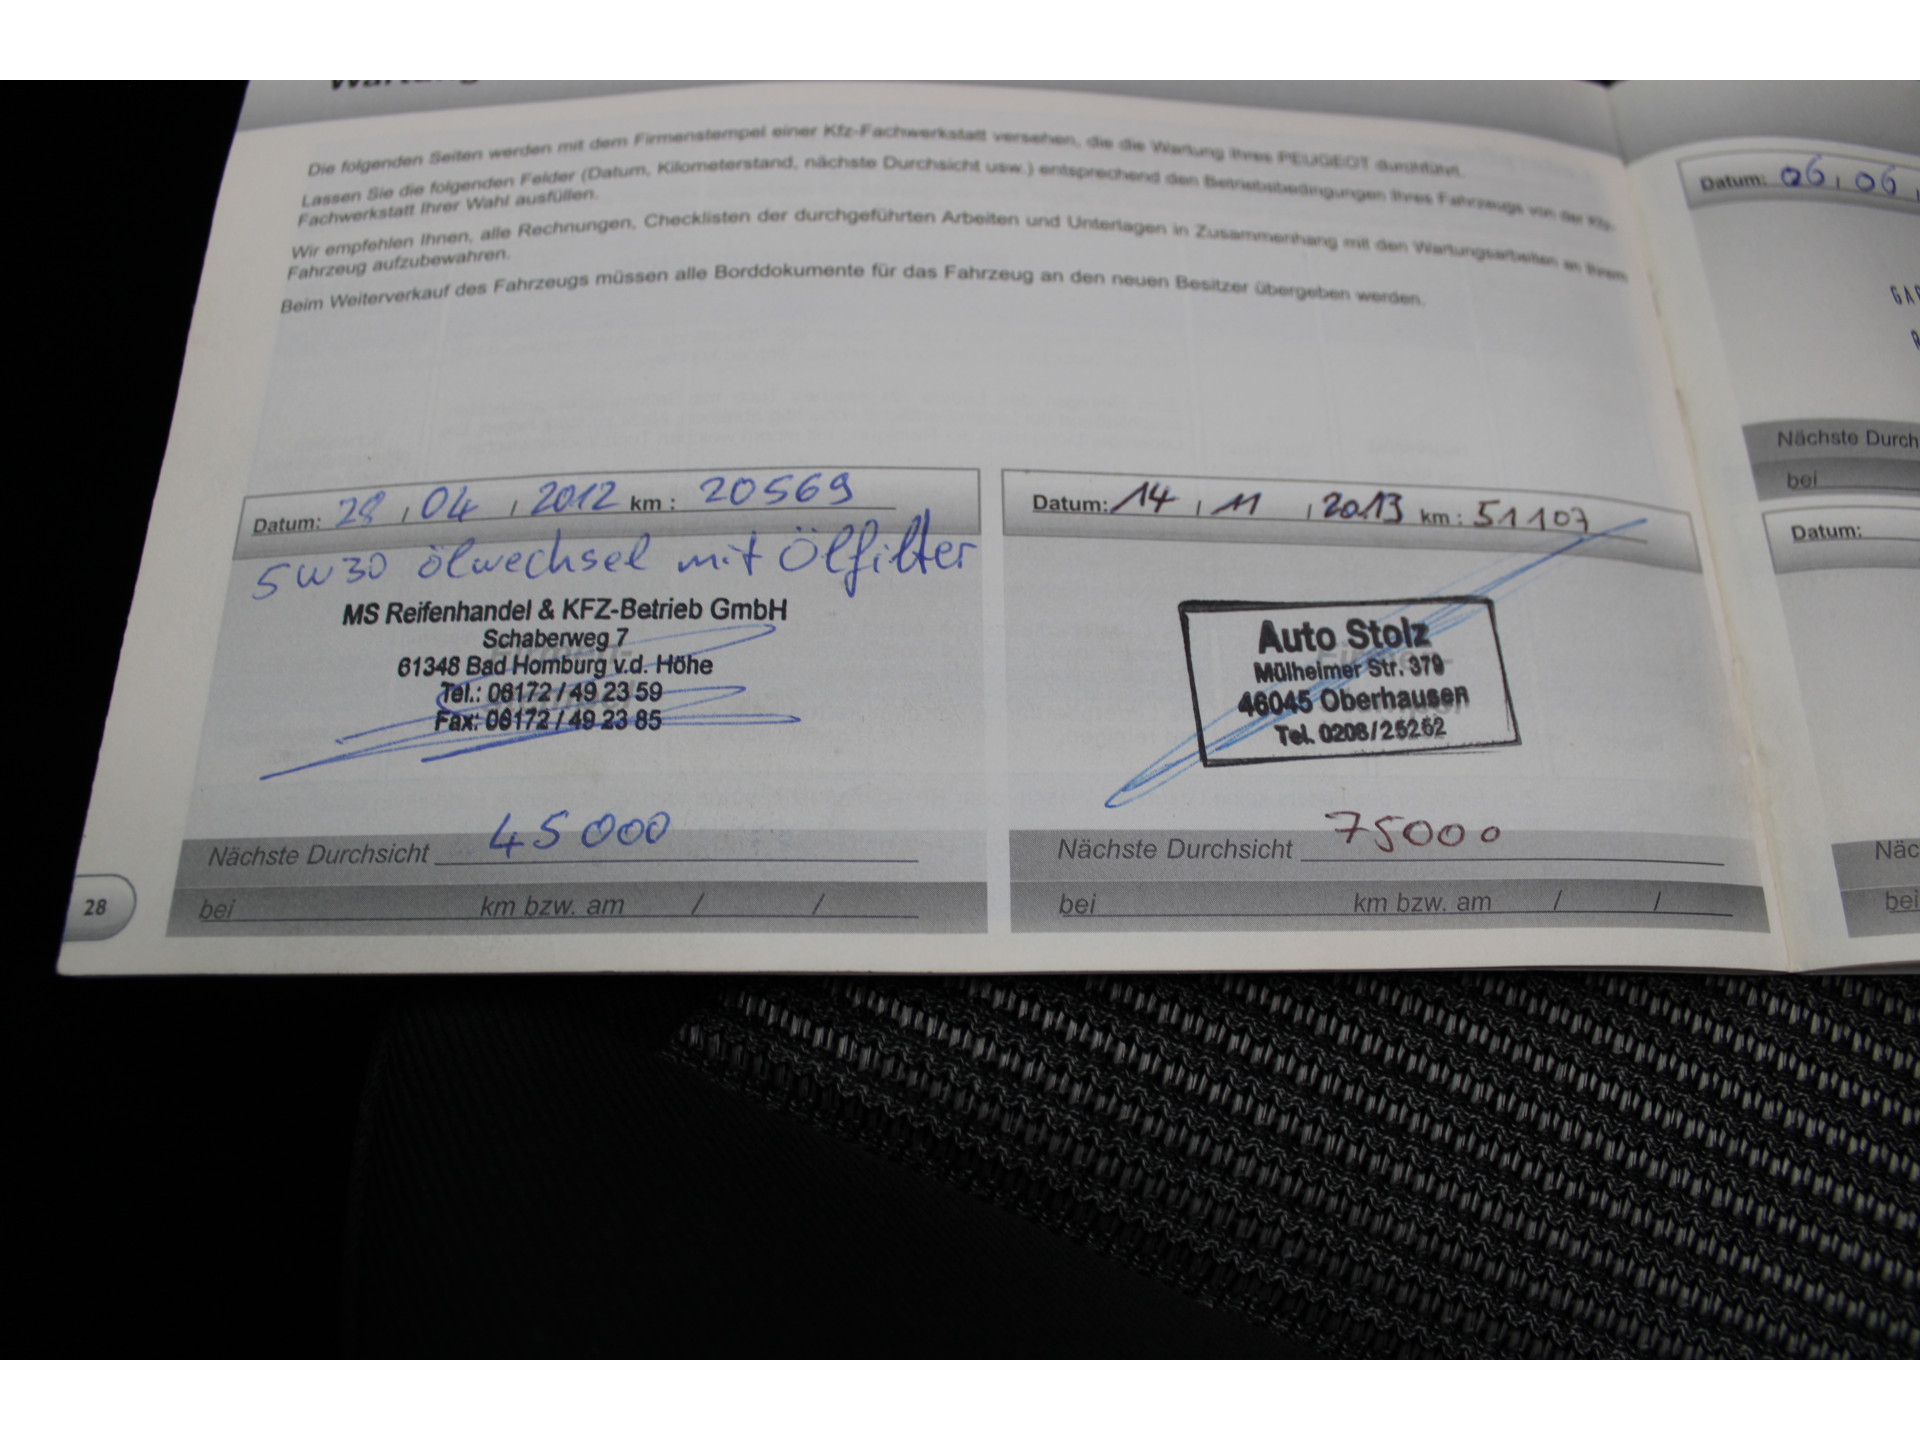 Wartung
Die folgenden Seiten werden mit dem Firmenstempel einer Kfz-Fachwerkstatt versehen, die die Wartung Ihres PEUGEOT durchführt.
Lassen Sie die folgenden Felder (Datum, Kilometerstand, nächste Durchsicht usw.) entsprechend den Betriebsbedingungen Ihres Fahrzeugs von der Kfz-
Fachwerkstatt Ihrer Wahl ausfüllen.
Wir empfehlen Ihnen, alle Rechnungen, Checklisten der durchgeführten Arbeiten und Unterlagen in Zusammenhang mit den Wartungsarbeiten an Ihrem
Fahrzeug aufzubewahren.
Beim Weiterverkauf des Fahrzeugs müssen alle Borddokumente für das Fahrzeug an den neuen Besitzer übergeben werden.
Datum: 28 / 04 / 2012 km : 20569
5W30 ölwechsel mit Ölfilter
MS Reifenhandel & KFZ-Betrieb GmbH
Schaberweg 7
61348 Bad Homburg v.d. Höhe
Tel.: 06172 / 49 23 59
Fax: 06172 / 49 23 85
Nächste Durchsicht 45000
bei km bzw. am / /
28
Datum: 14 / 11 / 2013 km : 51107
Auto Stolz
Mülheimer Str. 379
46045 Oberhausen
Tel. 0208/25262
Nächste Durchsicht 75000
bei km bzw. am / /
Datum: 06 / 06 /
Nächste Durch
bei
Datum:
Näc
bei